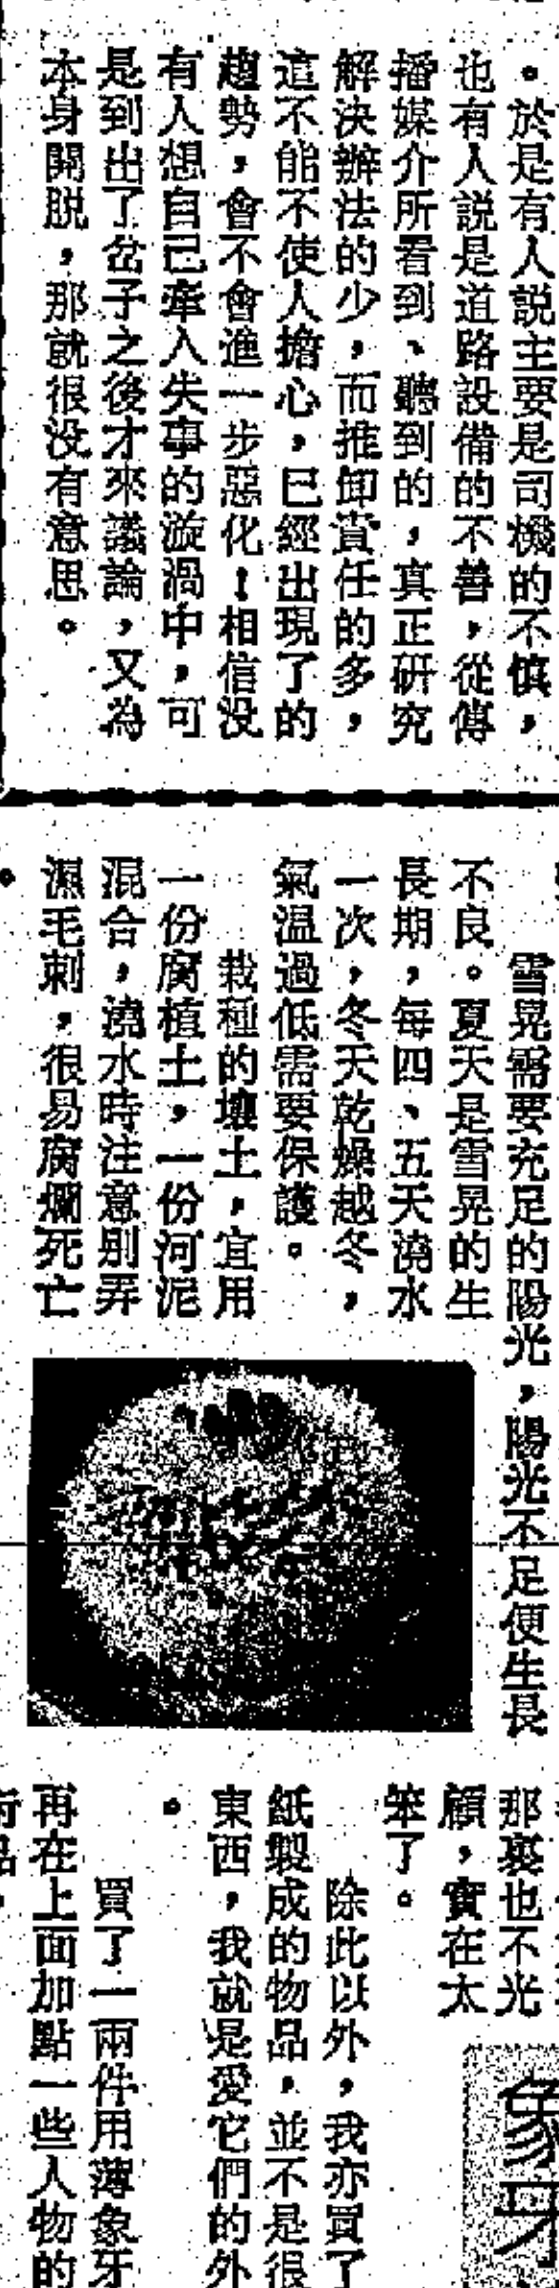 。於是有人説主要是司機的不慎，
也有人説是道路設備的不善，從傳
播媒介所看到、聽到的，真正研究
解決辦法的少，而推卸責任的多，
這不能不使人擔心，已經出現了的
趨勢，會不會進一步惡化！相信没
有人想自己牽入失事的漩渦中，可
是到出了岔子之後才來議論，又為
本身開脱，那就很没有意思。
雪晃需要充足的陽光，陽光不足便生長
不良。夏天是雪晃的生
長期，每四、五天澆水
一次，冬天乾燥越冬，
氣温過低需要保護。
栽種的壤土，宜用
一份腐植土，一份河泥
混合，澆水時注意别弄
濕毛刺，很易腐爛死亡
。
那裏也不光
顧，實在太
笨了。
除此以外，我亦買了
紙製成的物品，並不是很
東西，我就是愛它們的外
。
買了一兩件用薄象牙
再在上面加點一些人物的
象牙